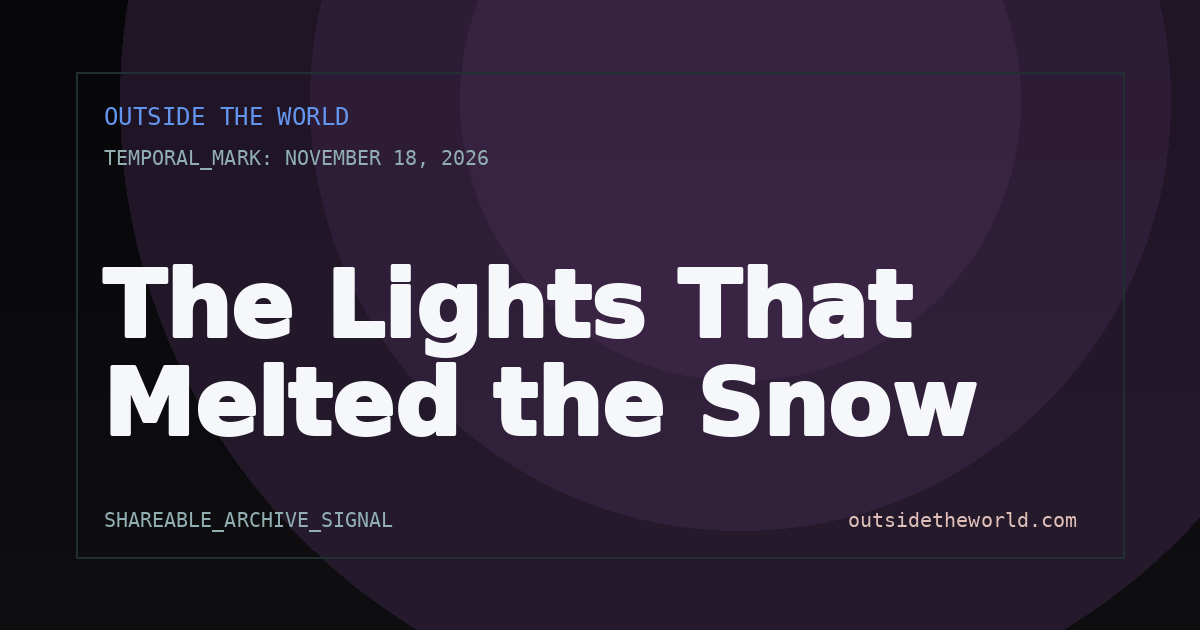 OUTSIDE THE WORLD
TEMPORAL_MARK: NOVEMBER 18, 2026
The Lights That
Melted the Snow
SHAREABLE_ARCHIVE_SIGNAL
outsidetheworld.com